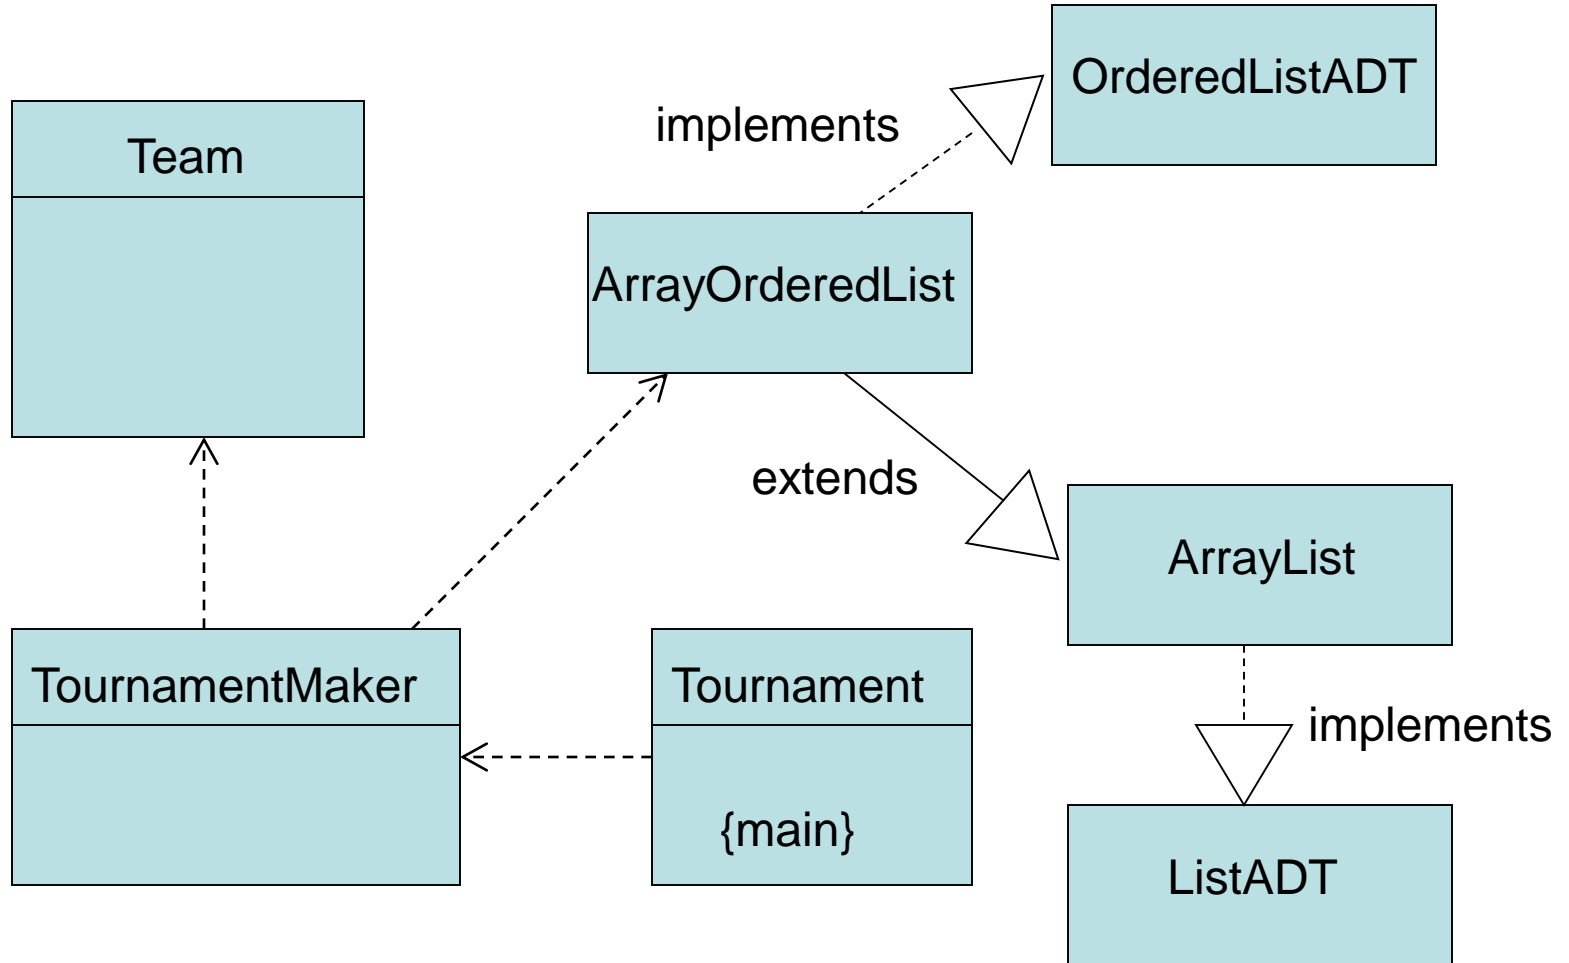 OrderedListADT
implements
Team
ArrayOrderedList
extends
ArrayList
TournamentMaker
Tournament
implements
{main}
ListADT